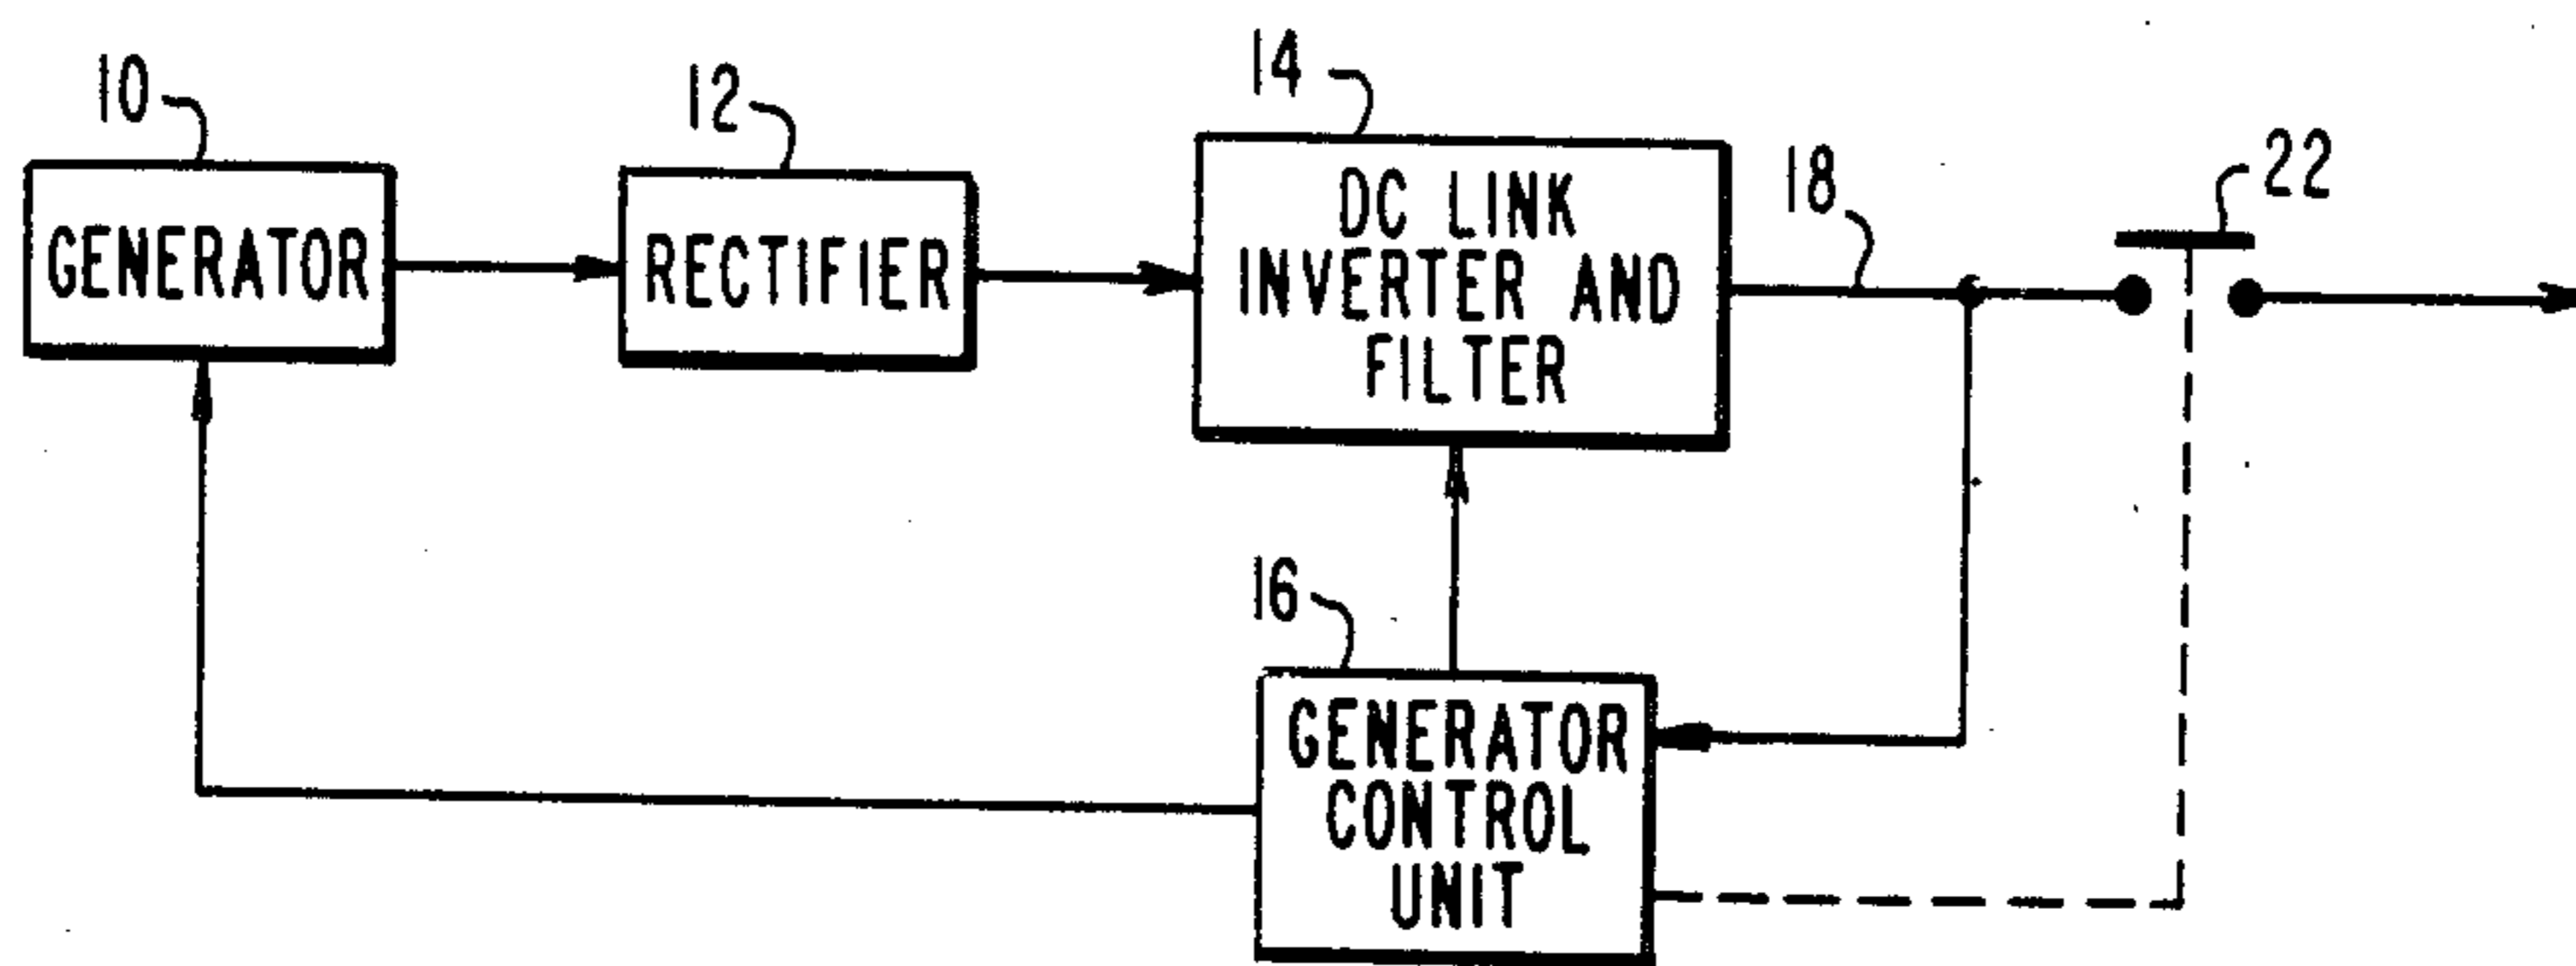 10
12
14
18
22
GENERATOR
RECTIFIER
DC LINK
INVERTER AND
FILTER
16
GENERATOR
CONTROL
UNIT